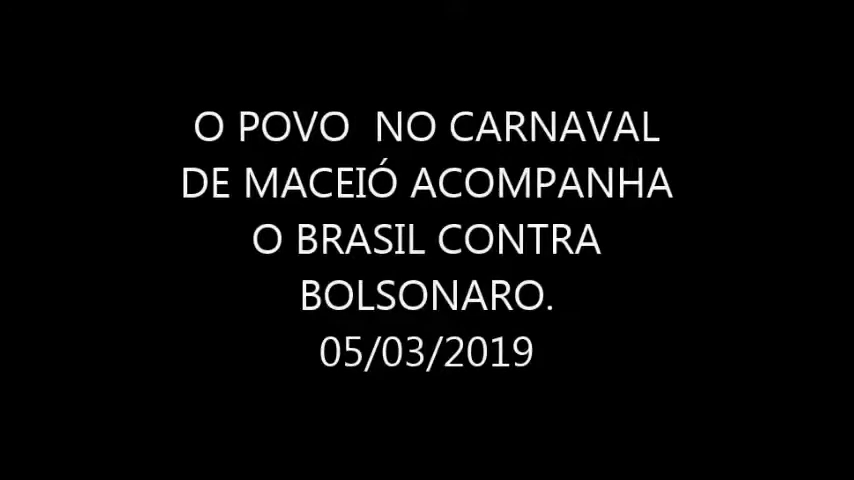 O POVO  NO CARNAVAL
DE MACEIÓ ACOMPANHA
O BRASIL CONTRA
BOLSONARO.
05/03/2019